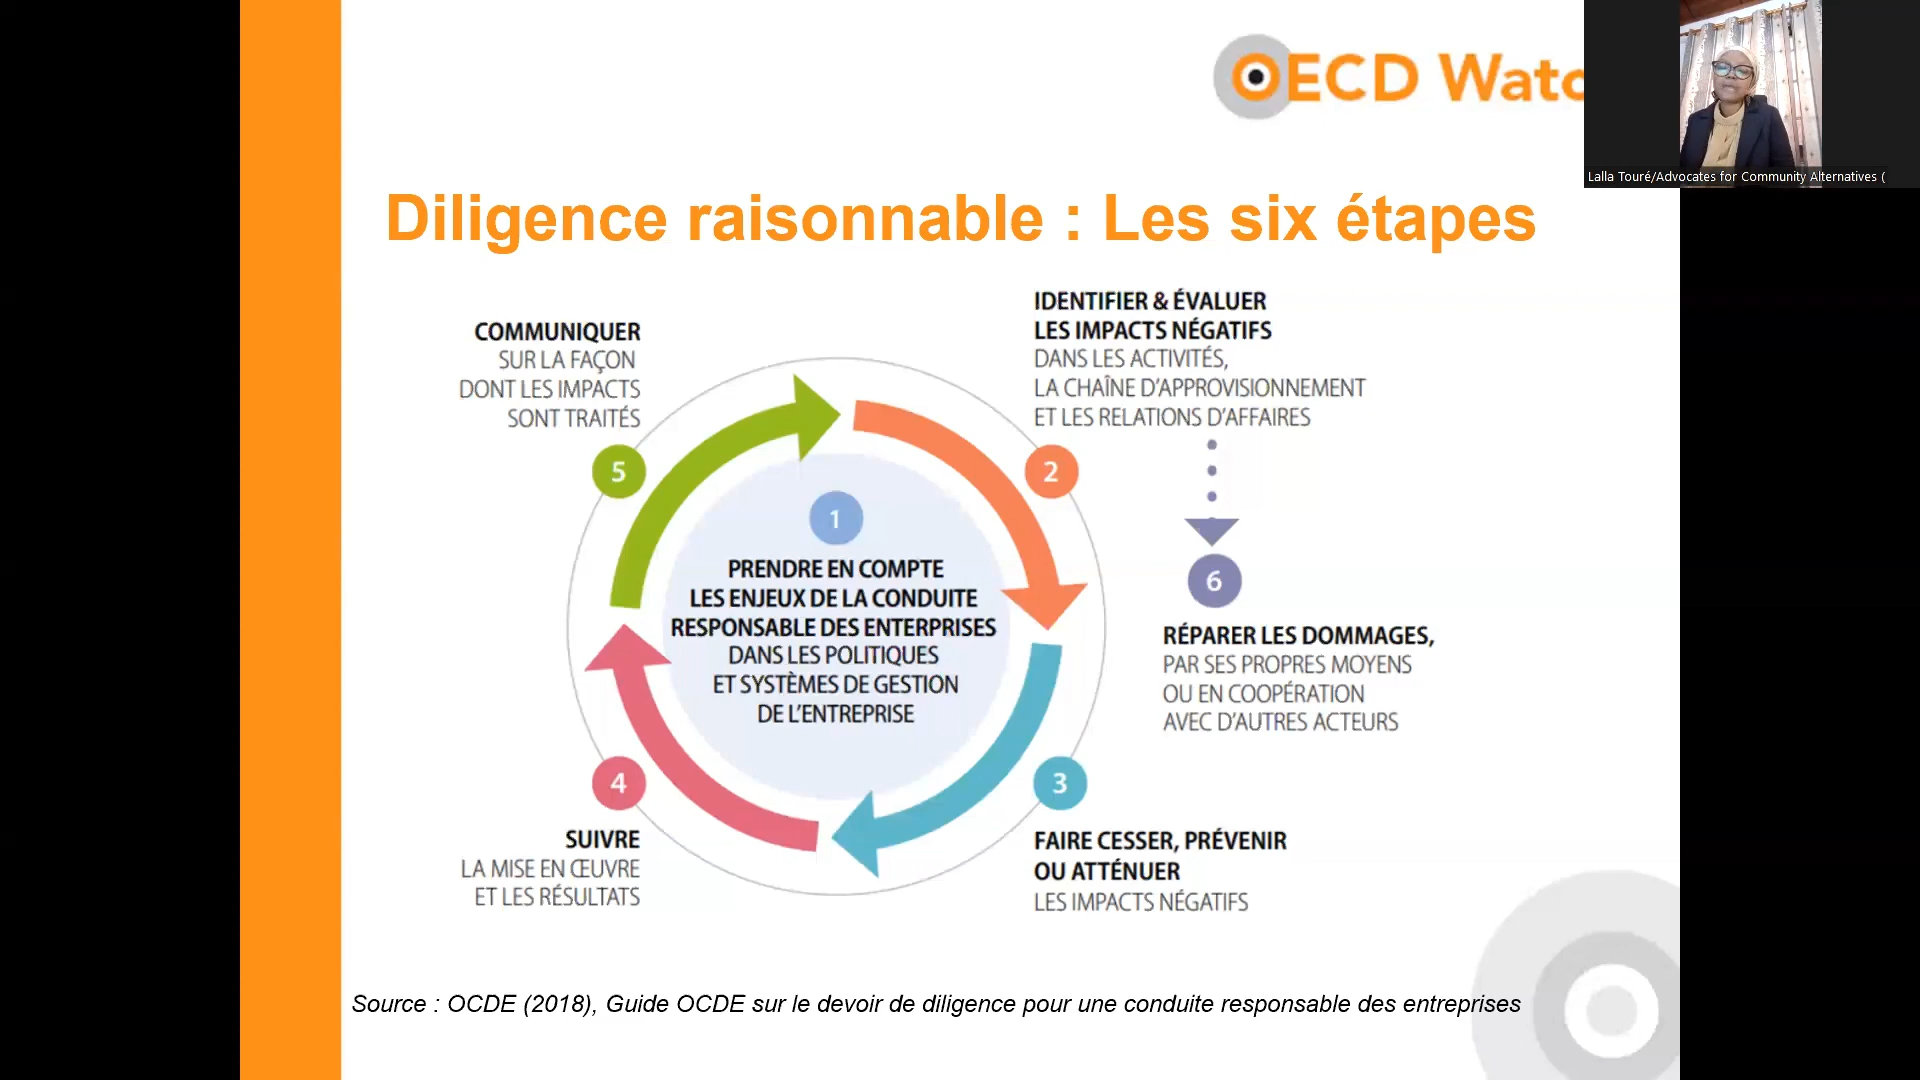 OECD Watc
Lalla Touré/Advocates for Community Alternatives (
Diligence raisonnable : Les six étapes
COMMUNIQUER
SUR LA FAÇON
DONT LES IMPACTS
SONT TRAITÉS
5
IDENTIFIER & ÉVALUER
LES IMPACTS NÉGATIFS
DANS LES ACTIVITÉS,
LA CHAÎNE D'APPROVISIONNEMENT
ET LES RELATIONS D'AFFAIRES
2
1
PRENDRE EN COMPTE
LES ENJEUX DE LA CONDUITE
RESPONSABLE DES ENTERPRISES
DANS LES POLITIQUES
ET SYSTÈMES DE GESTION
DE L'ENTREPRISE
6
RÉPARER LES DOMMAGES,
PAR SES PROPRES MOYENS
OU EN COOPÉRATION
AVEC D'AUTRES ACTEURS
4
SUIVRE
LA MISE EN ŒUVRE
ET LES RÉSULTATS
3
FAIRE CESSER, PRÉVENIR
OU ATTÉNUER
LES IMPACTS NÉGATIFS
Source : OCDE (2018), Guide OCDE sur le devoir de diligence pour une conduite responsable des entreprises